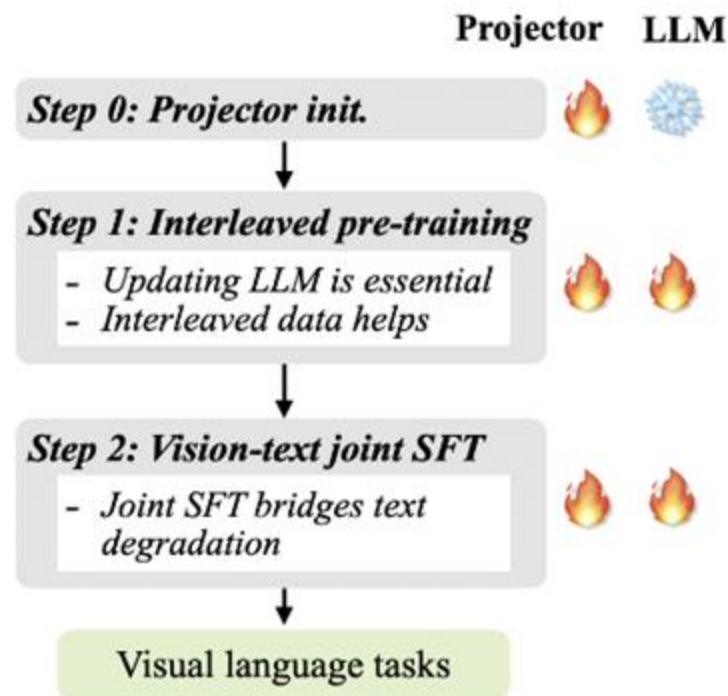 Projector LLM
Step 0: Projector init.
Step 1: Interleaved pre-training
- Updating LLM is essential
- Interleaved data helps
Step 2: Vision-text joint SFT
- Joint SFT bridges text
degradation
Visual language tasks